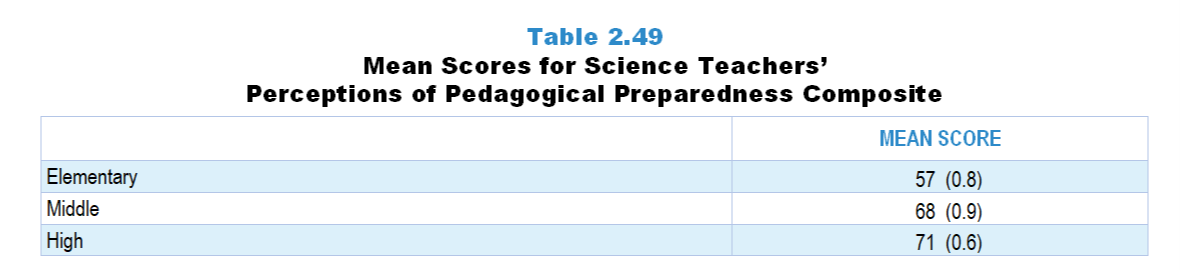 Table 2.49
Mean Scores for Science Teachers’
Perceptions of Pedagogical Preparedness Composite
MEAN SCORE
Elementary 57 (0.8)
Middle 68 (0.9)
High 71 (0.6)